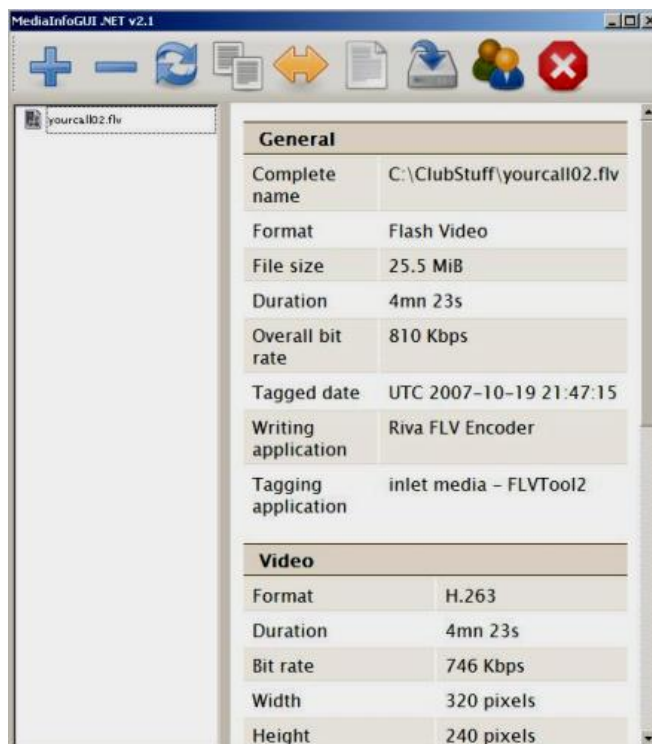 MediaInfoGUI .NET v2.1
yourcall02.flv
General
Complete name C:\ClubStuff\yourcall02.flv
Format Flash Video
File size 25.5 MiB
Duration 4mn 23s
Overall bit rate 810 Kbps
Tagged date UTC 2007-10-19 21:47:15
Writing application Riva FLV Encoder
Tagging application inlet media - FLVTool2
Video
Format H.263
Duration 4mn 23s
Bit rate 746 Kbps
Width 320 pixels
Height 240 pixels